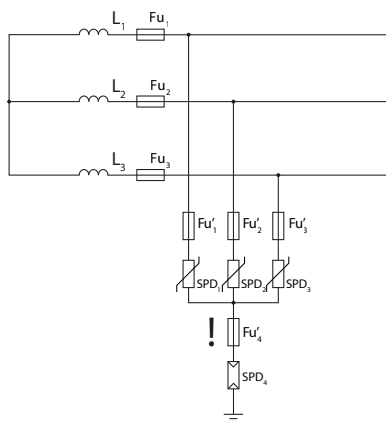 L₁ Fu₁
L₂ Fu₂
L₃ Fu₃
Fu'₁ Fu'₂ Fu'₃
SPD₁ SPD₂ SPD₃
! Fu'₄
SPD₄